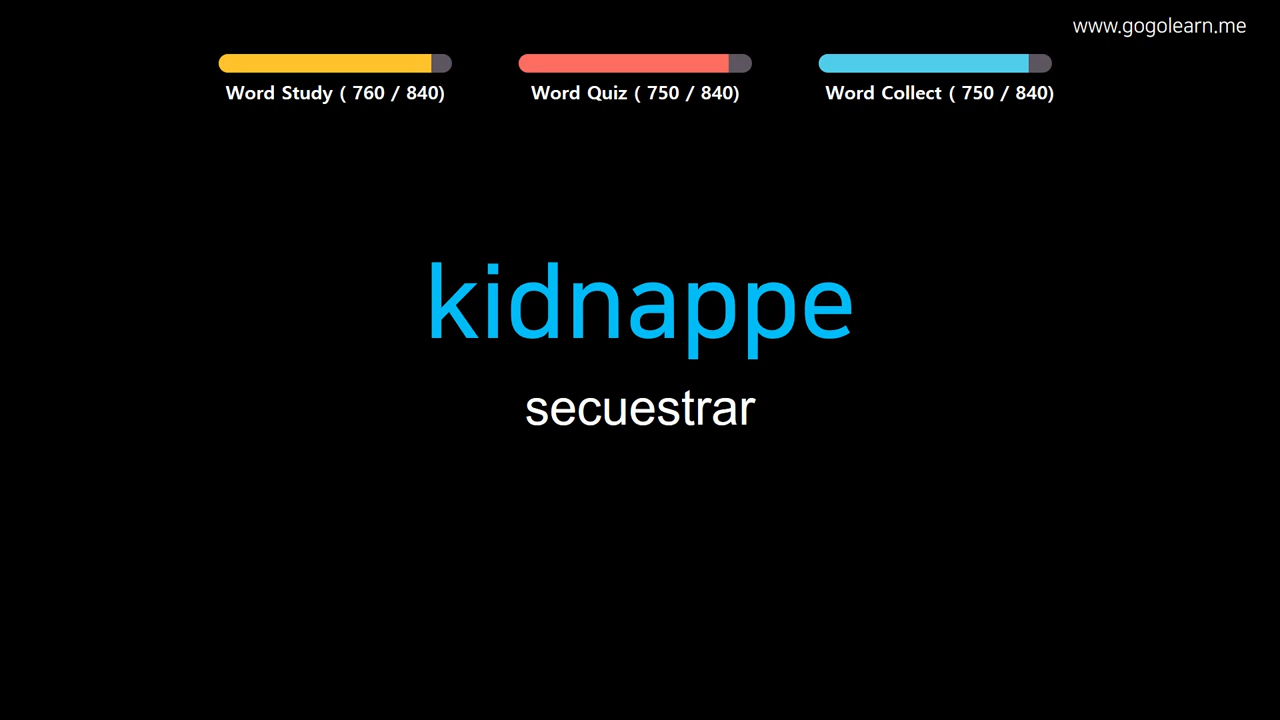 www.gogolearn.me
Word Study ( 760 / 840)
Word Quiz ( 750 / 840)
Word Collect ( 750 / 840)
kidnappe
secuestrar